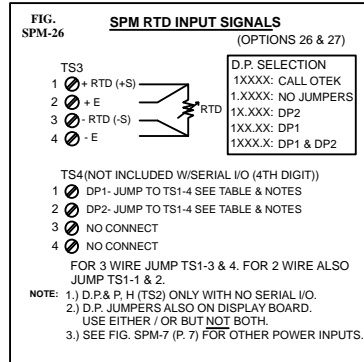 FIG.
SPM-26
SPM RTD INPUT SIGNALS
(OPTIONS 26 & 27)
TS3
1 + RTD (+S)
2 + E
3 - RTD (-S)
4 - E
RTD
D.P. SELECTION
1XXXX: CALL OTEK
1.XXXX: NO JUMPERS
1X.XXX: DP2
1XX.XX: DP1
1XXX.X: DP1 & DP2
TS4 (NOT INCLUDED W/SERIAL I/O (4TH DIGIT))
1 DP1- JUMP TO TS1-4 SEE TABLE & NOTES
2 DP2- JUMP TO TS1-4 SEE TABLE & NOTES
3 NO CONNECT
4 NO CONNECT
FOR 3 WIRE JUMP TS1-3 & 4. FOR 2 WIRE ALSO
JUMP TS1-1 & 2.
NOTE: 1.) D.P.& P, H (TS2) ONLY WITH NO SERIAL I/O.
2.) D.P. JUMPERS ALSO ON DISPLAY BOARD.
USE EITHER / OR BUT NOT BOTH.
3.) SEE FIG. SPM-7 (P. 7) FOR OTHER POWER INPUTS.